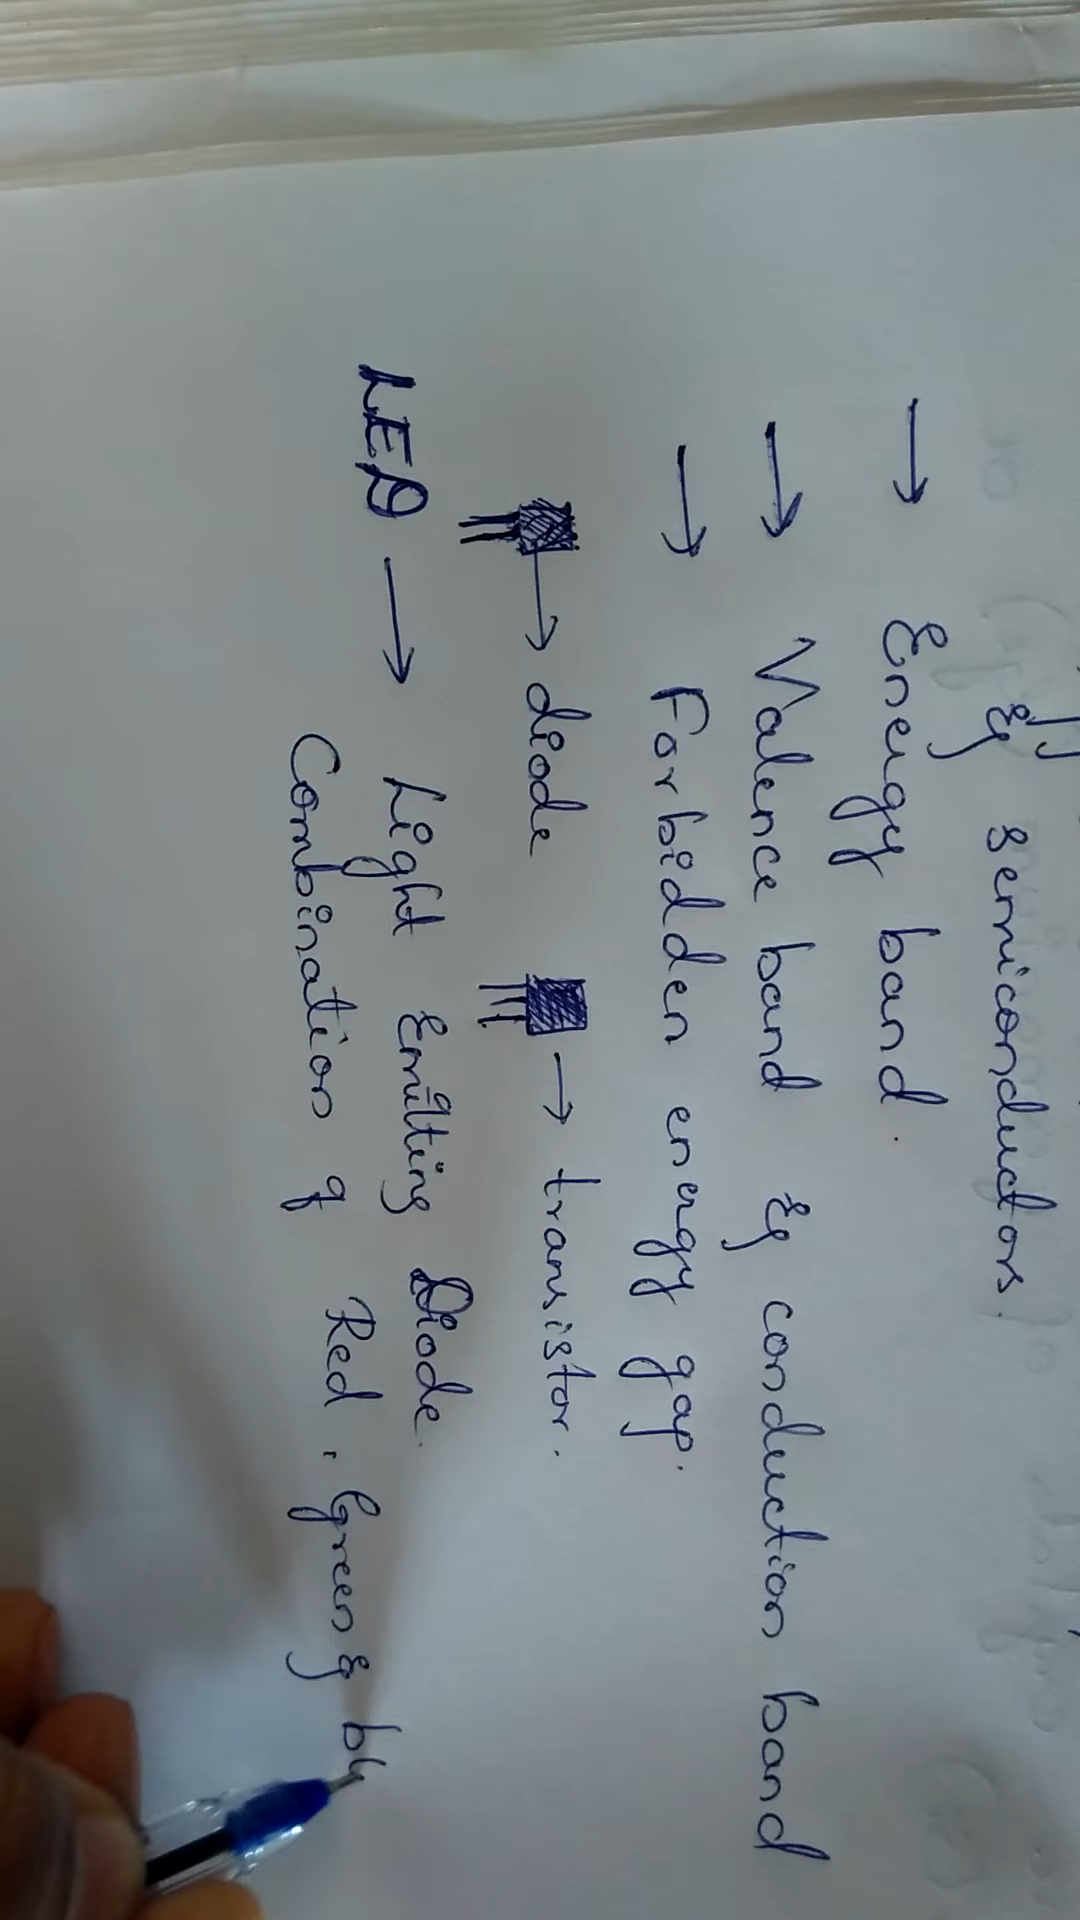 & semiconductors.
→ Energy band.
→ Valence band & conduction band
→ Forbidden energy gap.
→ diode → transistor.
LED → Light Emitting Diode.
Combination of Red, Green & bl